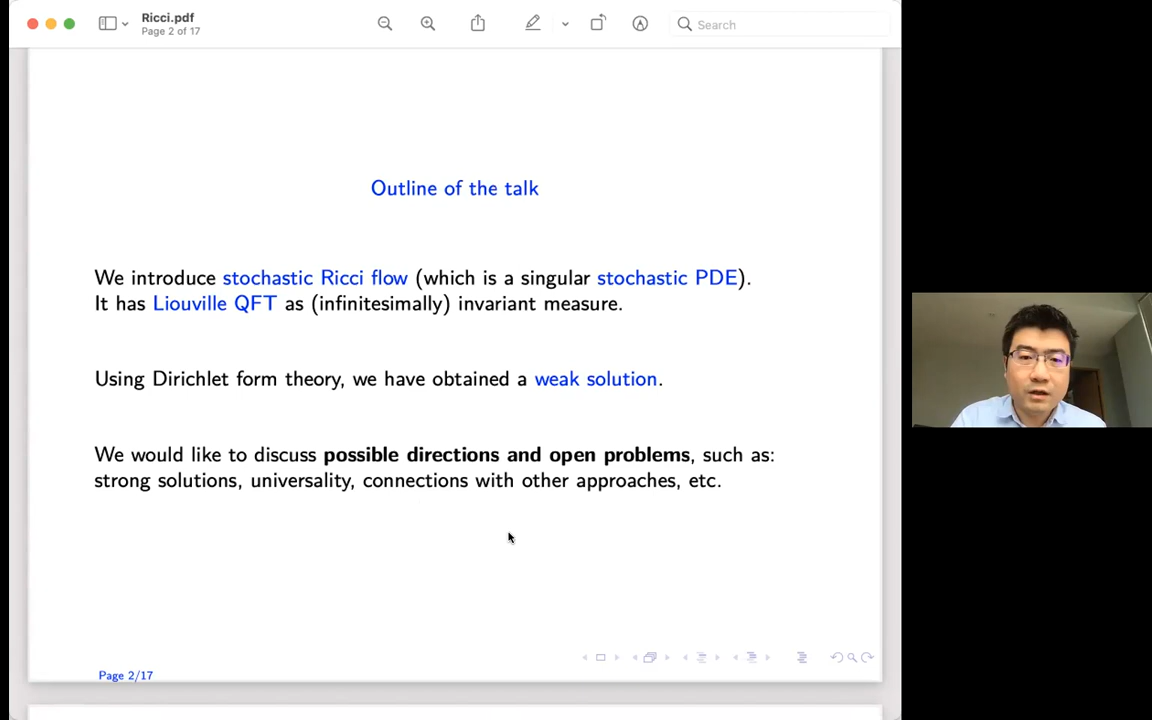 Ricci.pdf
Page 2 of 17
Search
Outline of the talk
We introduce stochastic Ricci flow (which is a singular stochastic PDE).
It has Liouville QFT as (infinitesimally) invariant measure.
Using Dirichlet form theory, we have obtained a weak solution.
We would like to discuss possible directions and open problems, such as:
strong solutions, universality, connections with other approaches, etc.
Page 2/17